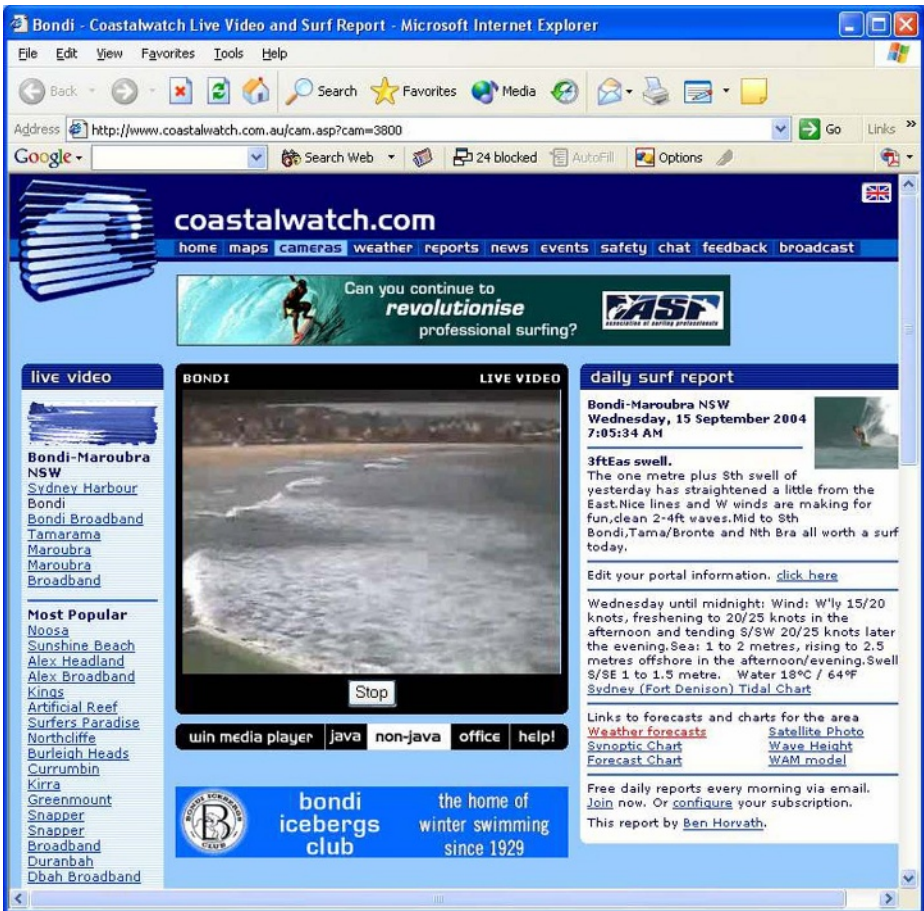 Bondi - Coastalwatch Live Video and Surf Report - Microsoft Internet Explorer
File Edit View Favorites Tools Help
Back Search Favorites Media
Address http://www.coastalwatch.com.au/cam.asp?cam=3800 Go Links »
Google Search Web 24 blocked AutoFill Options
coastalwatch.com
home maps cameras weather reports news events safety chat feedback broadcast
Can you continue to
revolutionise
professional surfing?
ASP
association of surfing professionals
live video
Bondi-Maroubra
NSW
Sydney Harbour
Bondi
Bondi Broadband
Tamarama
Maroubra
Maroubra
Broadband
Most Popular
Noosa
Sunshine Beach
Alex Headland
Alex Broadband
Kings
Artificial Reef
Surfers Paradise
Northcliffe
Burleigh Heads
Currumbin
Kirra
Greenmount
Snapper
Snapper
Broadband
Duranbah
Dbah Broadband
BONDI LIVE VIDEO
Stop
win media player java non-java office help!
BONDI ICEBERGS
B
CLUB
bondi
icebergs
club
the home of
winter swimming
since 1929
daily surf report
Bondi-Maroubra NSW
Wednesday, 15 September 2004
7:05:34 AM
3ftEas swell.
The one metre plus Sth swell of
yesterday has straightened a little from the
East.Nice lines and W winds are making for
fun,clean 2-4ft waves.Mid to Sth
Bondi,Tama/Bronte and Nth Bra all worth a surf
today.
Edit your portal information. click here
Wednesday until midnight: Wind: W'ly 15/20
knots, freshening to 20/25 knots in the
afternoon and tending S/SW 20/25 knots later
the evening.Sea: 1 to 2 metres, rising to 2.5
metres offshore in the afternoon/evening.Swell
S/SE 1 to 1.5 metre. Water 18ºC / 64ºF
Sydney (Fort Denison) Tidal Chart
Links to forecasts and charts for the area
Weather forecasts Satellite Photo
Synoptic Chart Wave Height
Forecast Chart WAM model
Free daily reports every morning via email.
Join now. Or configure your subscription.
This report by Ben Horvath.